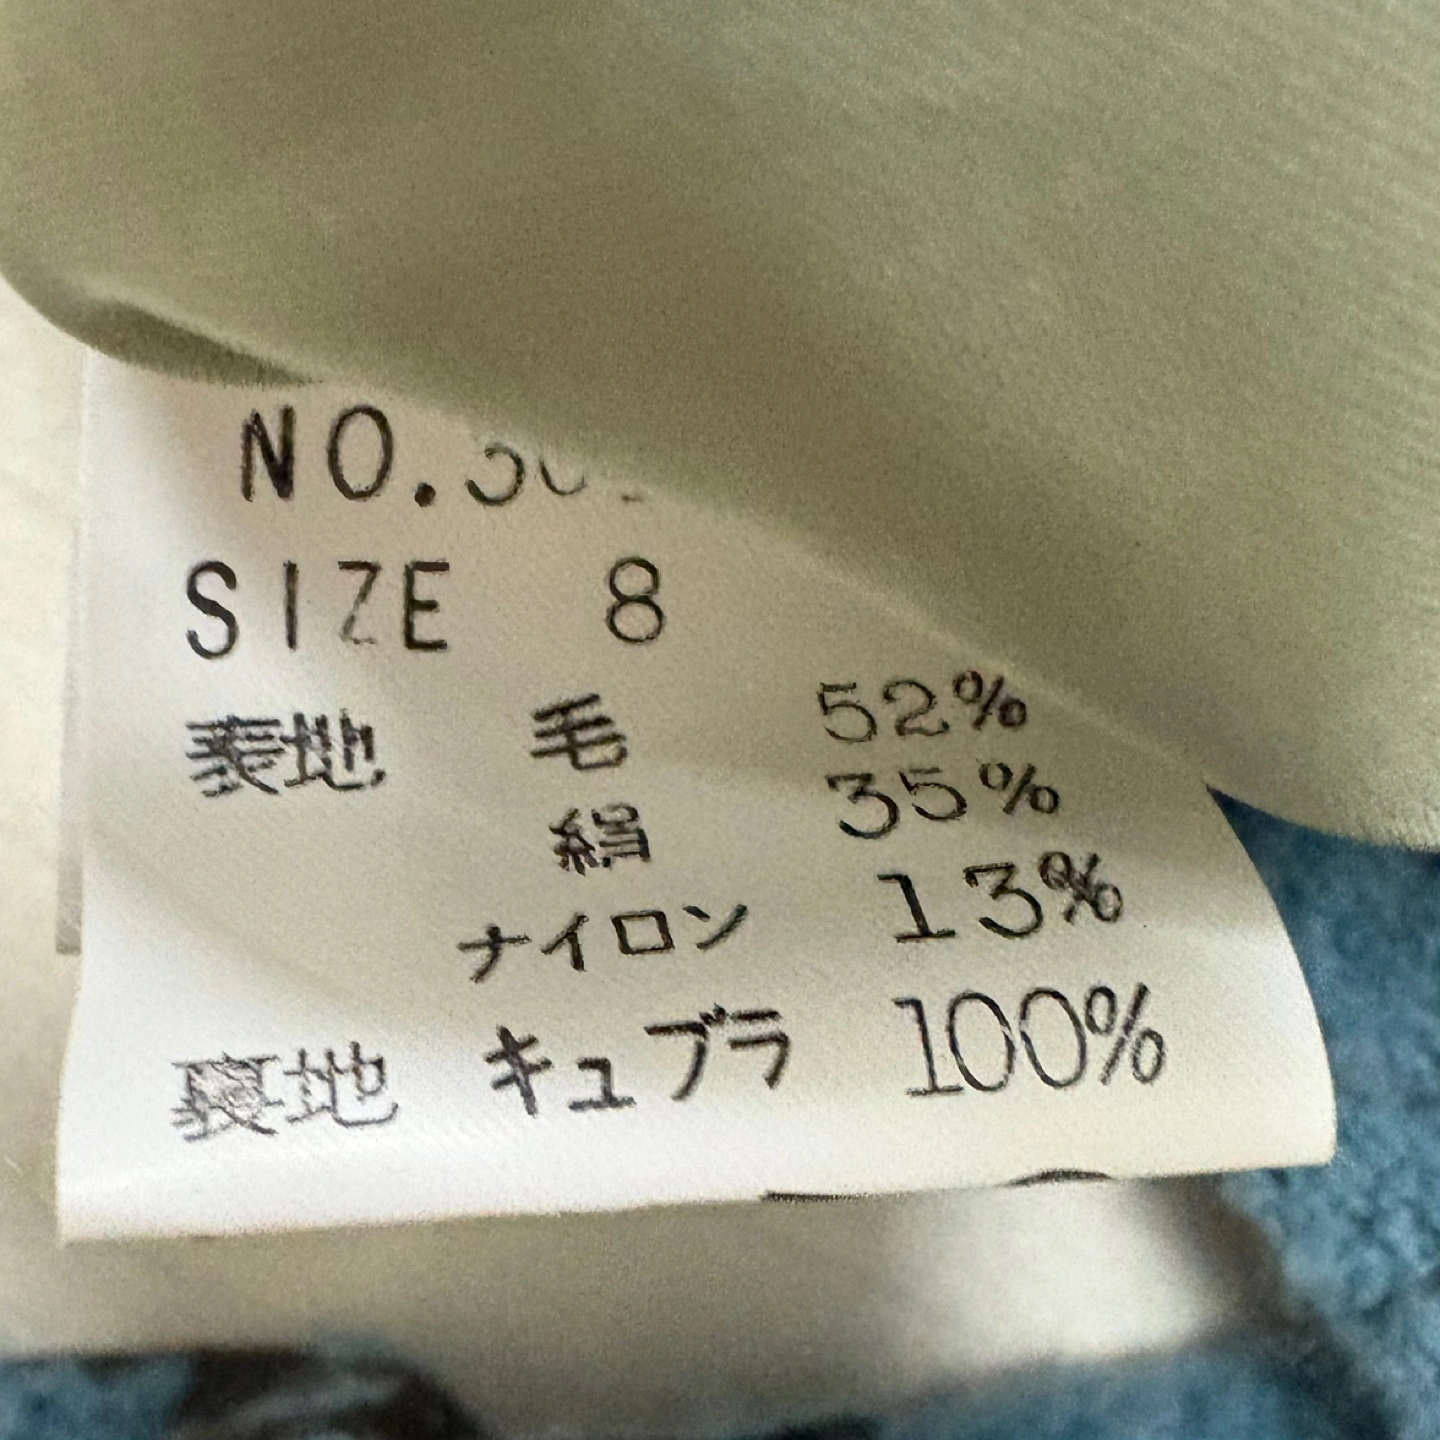 NO.
SIZE 8
表地 毛 52%
絹 35%
ナイロン 13%
裏地 キュプラ 100%